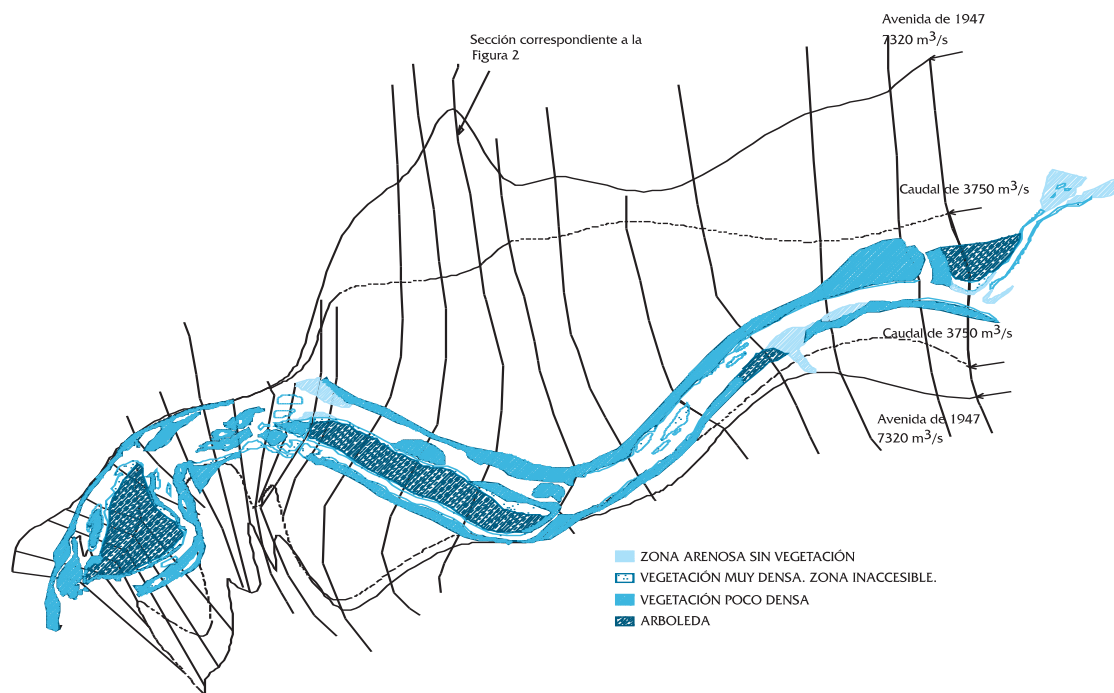 Avenida de 1947
7320 m³/s
Sección correspondiente a la
Figura 2
Caudal de 3750 m³/s
Caudal de 3750 m³/s
Avenida de 1947
7320 m³/s
ZONA ARENOSA SIN VEGETACIÓN
VEGETACIÓN MUY DENSA. ZONA INACCESIBLE.
VEGETACIÓN POCO DENSA
ARBOLEDA